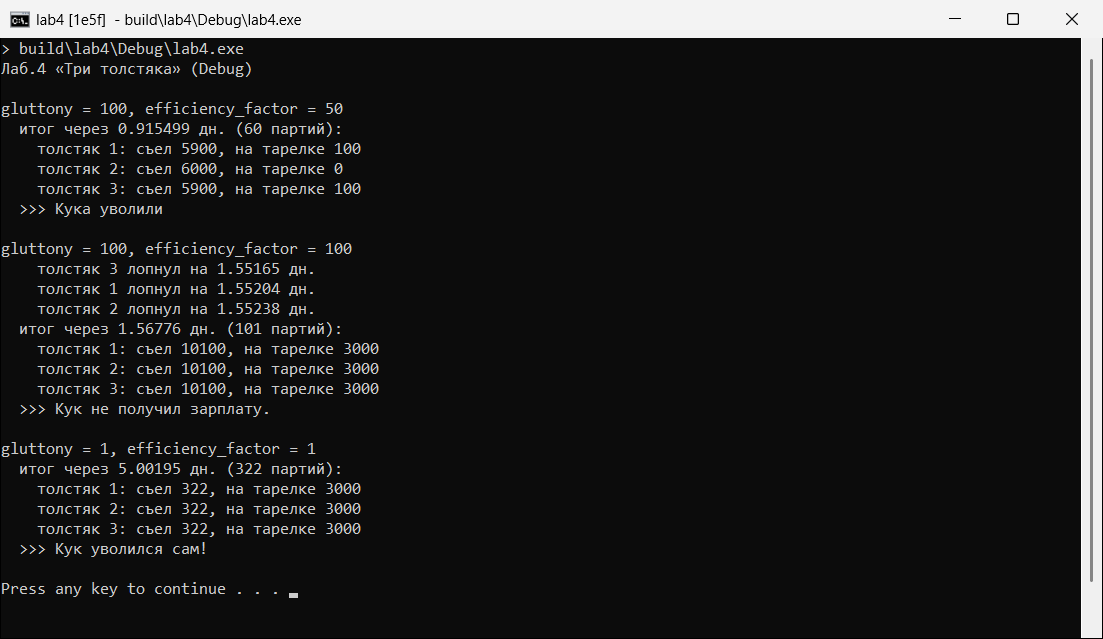 lab4 [1e5f]  - build\lab4\Debug\lab4.exe
> build\lab4\Debug\lab4.exe
Лаб.4 «Три толстяка» (Debug)
gluttony = 100, efficiency_factor = 50
итог через 0.915499 дн. (60 партий):
толстяк 1: съел 5900, на тарелке 100
толстяк 2: съел 6000, на тарелке 0
толстяк 3: съел 5900, на тарелке 100
>>> Кука уволили
gluttony = 100, efficiency_factor = 100
толстяк 3 лопнул на 1.55165 дн.
толстяк 1 лопнул на 1.55204 дн.
толстяк 2 лопнул на 1.55238 дн.
итог через 1.56776 дн. (101 партий):
толстяк 1: съел 10100, на тарелке 3000
толстяк 2: съел 10100, на тарелке 3000
толстяк 3: съел 10100, на тарелке 3000
>>> Кук не получил зарплату.
gluttony = 1, efficiency_factor = 1
итог через 5.00195 дн. (322 партий):
толстяк 1: съел 322, на тарелке 3000
толстяк 2: съел 322, на тарелке 3000
толстяк 3: съел 322, на тарелке 3000
>>> Кук уволился сам!
Press any key to continue . . .